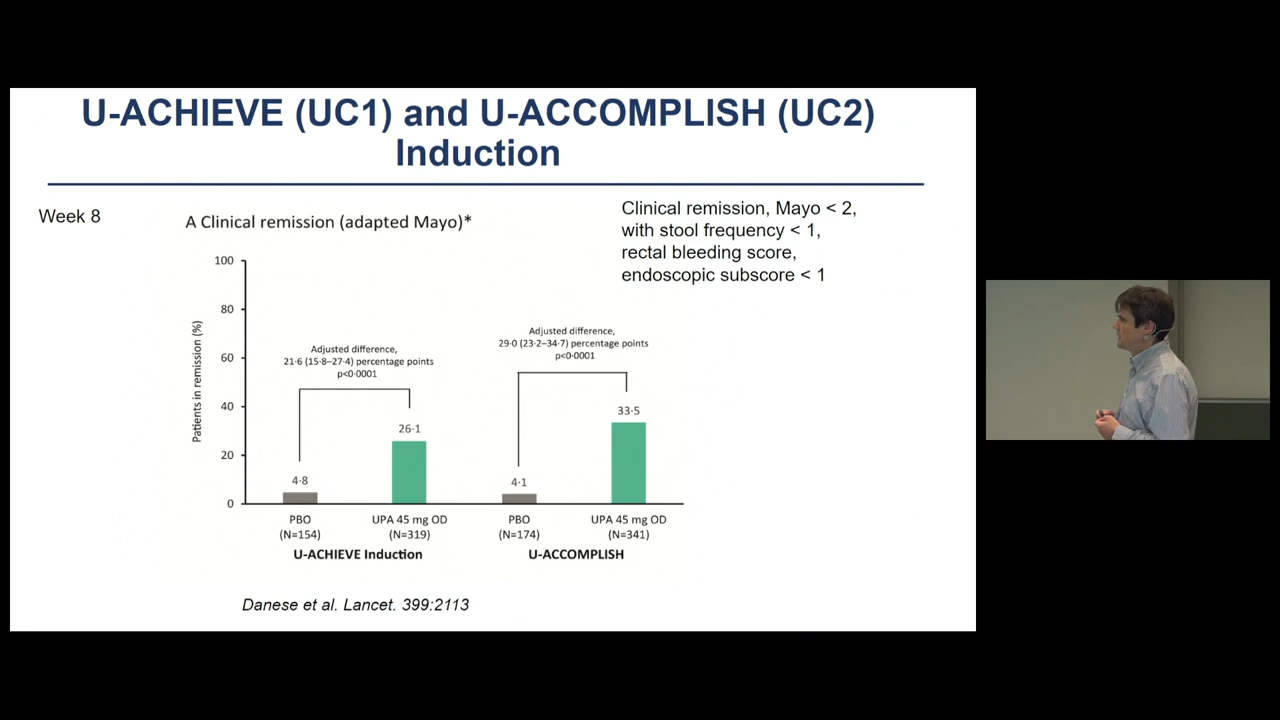 U-ACHIEVE (UC1) and U-ACCOMPLISH (UC2)
Induction
Week 8
A Clinical remission (adapted Mayo)*
Clinical remission, Mayo < 2,
with stool frequency < 1,
rectal bleeding score,
endoscopic subscore < 1
Patients in remission (%)
100
80
60
40
20
0
Adjusted difference,
21·6 (15·8–27·4) percentage points
p<0·0001
Adjusted difference,
29·0 (23·2–34·7) percentage points
p<0·0001
4·8
26·1
4·1
33·5
PBO
(N=154)
UPA 45 mg OD
(N=319)
PBO
(N=174)
UPA 45 mg OD
(N=341)
U-ACHIEVE Induction
U-ACCOMPLISH
Danese et al. Lancet. 399:2113